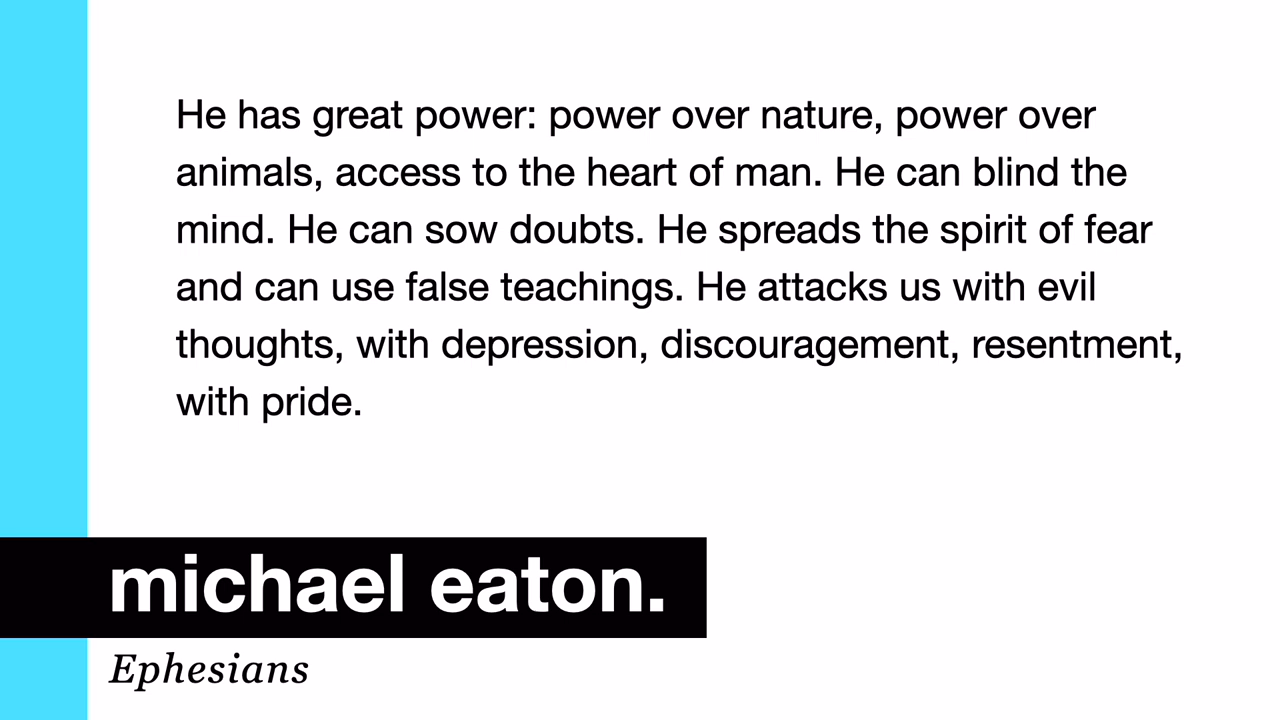 He has great power: power over nature, power over
animals, access to the heart of man. He can blind the
mind. He can sow doubts. He spreads the spirit of fear
and can use false teachings. He attacks us with evil
thoughts, with depression, discouragement, resentment,
with pride.
michael eaton.
Ephesians